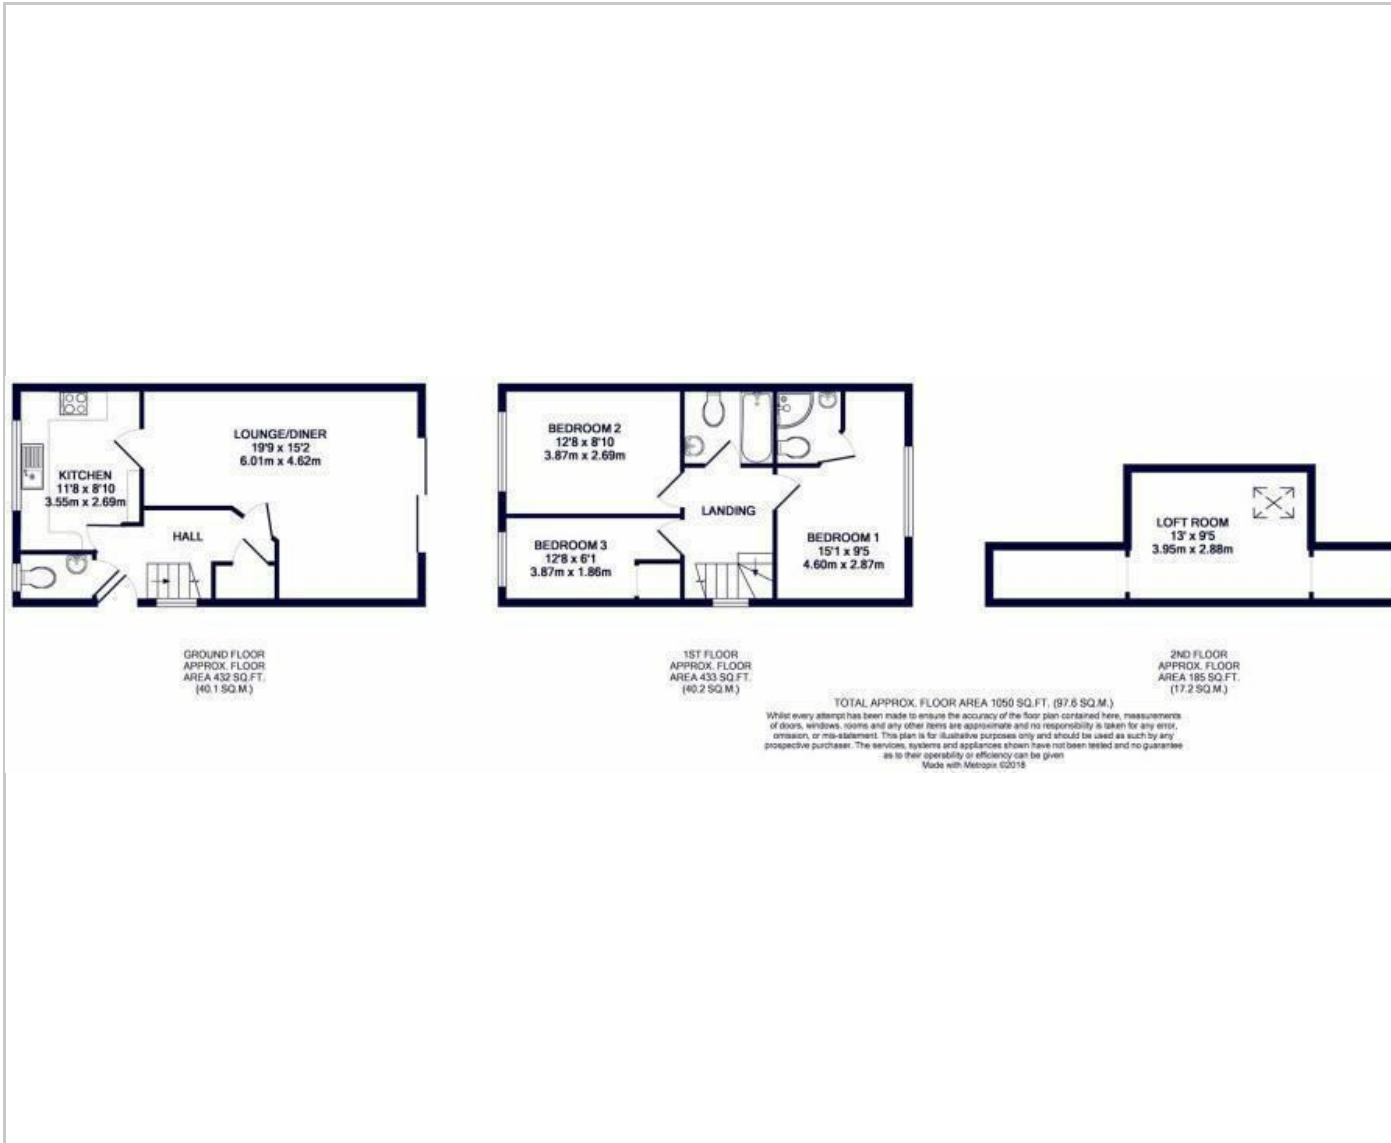 LOUNGE/DINER
19'9 x 15'2
6.01m x 4.62m
KITCHEN
11'8 x 8'10
3.55m x 2.69m
HALL
GROUND FLOOR
APPROX. FLOOR
AREA 432 SQ.FT.
(40.1 SQ.M.)
BEDROOM 2
12'8 x 8'10
3.87m x 2.69m
LANDING
BEDROOM 3
12'8 x 6'1
3.87m x 1.86m
BEDROOM 1
15'1 x 9'5
4.60m x 2.87m
1ST FLOOR
APPROX. FLOOR
AREA 433 SQ.FT.
(40.2 SQ.M.)
LOFT ROOM
13' x 9'5
3.95m x 2.88m
2ND FLOOR
APPROX. FLOOR
AREA 185 SQ.FT.
(17.2 SQ.M.)
TOTAL APPROX. FLOOR AREA 1050 SQ.FT. (97.6 SQ.M.)
Whilst every attempt has been made to ensure the accuracy of the floor plan contained here, measurements
of doors, windows, rooms and any other items are approximate and no responsibility is taken for any error,
omission, or mis-statement. This plan is for illustrative purposes only and should be used as such by any
prospective purchaser. The services, systems and appliances shown have not been tested and no guarantee
as to their operability or efficiency can be given
Made with Metropix ©2018